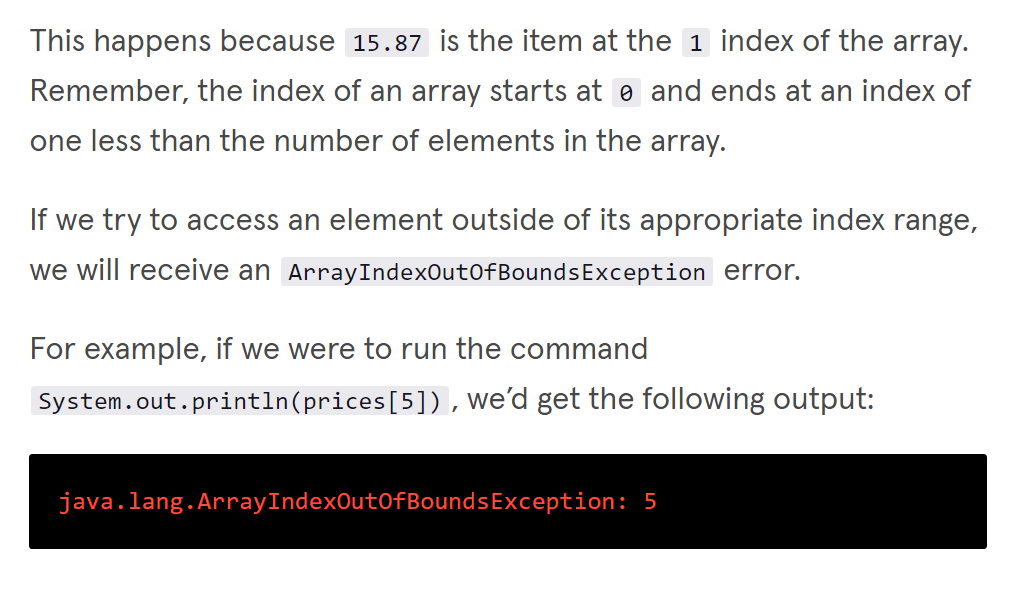 This happens because 15.87 is the item at the 1 index of the array.
Remember, the index of an array starts at 0 and ends at an index of
one less than the number of elements in the array.
If we try to access an element outside of its appropriate index range,
we will receive an ArrayIndexOutOfBoundsException error.
For example, if we were to run the command
System.out.println(prices[5]), we’d get the following output:
java.lang.ArrayIndexOutOfBoundsException: 5